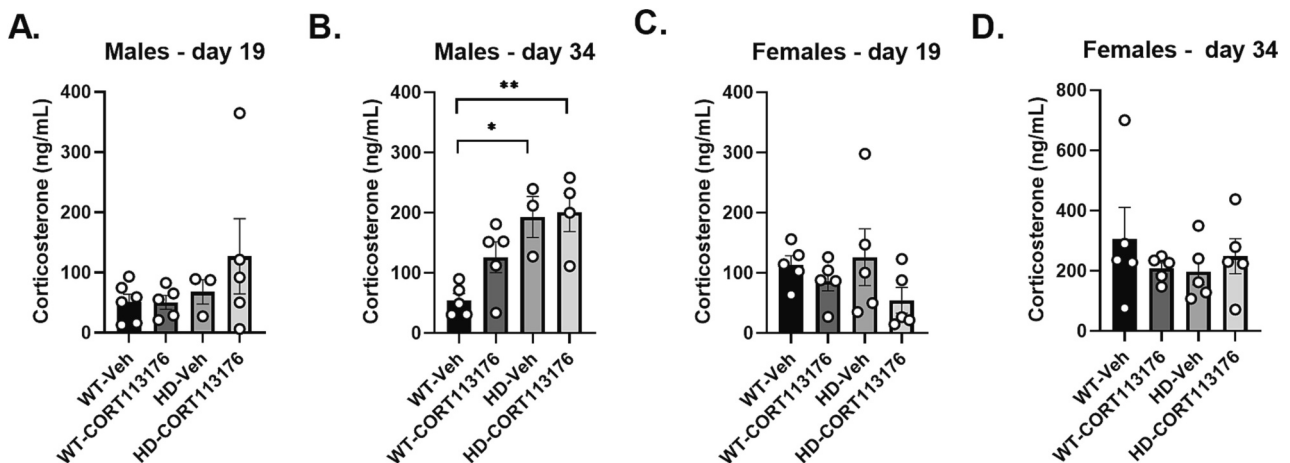 A.
Males - day 19
Corticosterone (ng/mL)
400
300
200
100
0
WT-Veh
WT-CORT113176
HD-Veh
HD-CORT113176
B.
Males - day 34
Corticosterone (ng/mL)
400
300
200
100
0
**
*
WT-Veh
WT-CORT113176
HD-Veh
HD-CORT113176
C.
Females - day 19
Corticosterone (ng/mL)
400
300
200
100
0
WT-Veh
WT-CORT113176
HD-Veh
HD-CORT113176
D.
Females - day 34
Corticosterone (ng/mL)
800
600
400
200
0
WT-Veh
WT-CORT113176
HD-Veh
HD-CORT113176